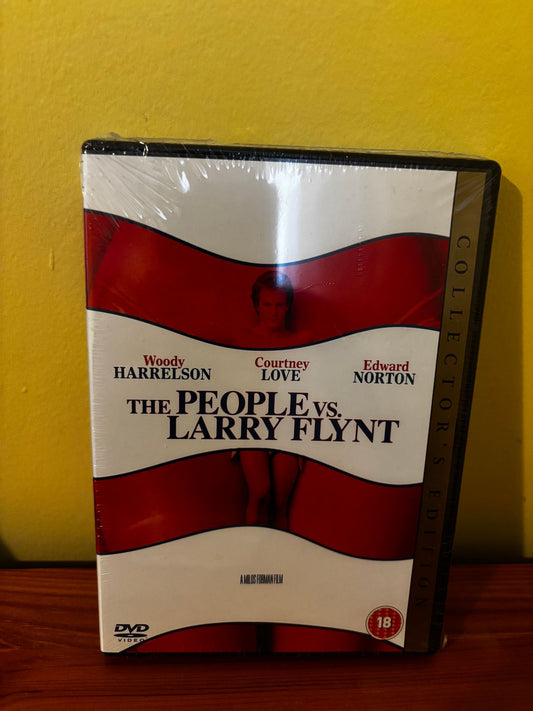 Woody Courtney Edward
HARRELSON LOVE NORTON
THE PEOPLE VS.
LARRY FLYNT
A MILOS FORMAN FILM
DVD
VIDEO
18
COLLECTOR'S EDITION